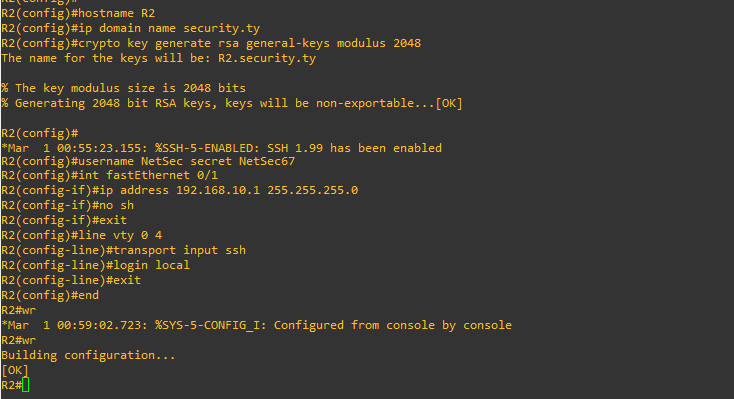 R2(config)#
R2(config)#hostname R2
R2(config)#ip domain name security.ty
R2(config)#crypto key generate rsa general-keys modulus 2048
The name for the keys will be: R2.security.ty
% The key modulus size is 2048 bits
% Generating 2048 bit RSA keys, keys will be non-exportable...[OK]
R2(config)#
*Mar  1 00:55:23.155: %SSH-5-ENABLED: SSH 1.99 has been enabled
R2(config)#username NetSec secret NetSec67
R2(config)#int fastEthernet 0/1
R2(config-if)#ip address 192.168.10.1 255.255.255.0
R2(config-if)#no sh
R2(config-if)#exit
R2(config)#line vty 0 4
R2(config-line)#transport input ssh
R2(config-line)#login local
R2(config-line)#exit
R2(config)#end
R2#wr
*Mar  1 00:59:02.723: %SYS-5-CONFIG_I: Configured from console by console
R2#wr
Building configuration...
[OK]
R2#